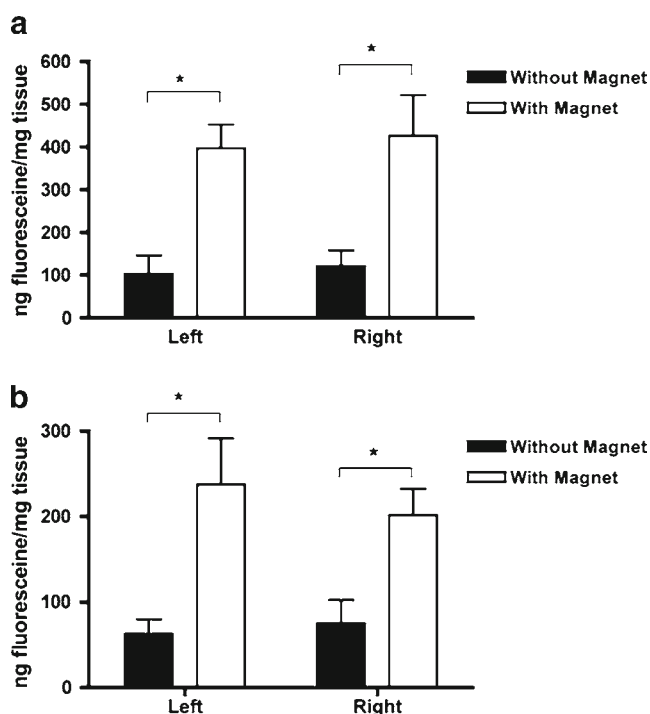 a
ng fluoresceine/mg tissue
600
500
400
300
200
100
0
*
*
Left
Right
Without Magnet
With Magnet
b
ng fluoresceine/mg tissue
300
200
100
0
*
*
Left
Right
Without Magnet
With Magnet